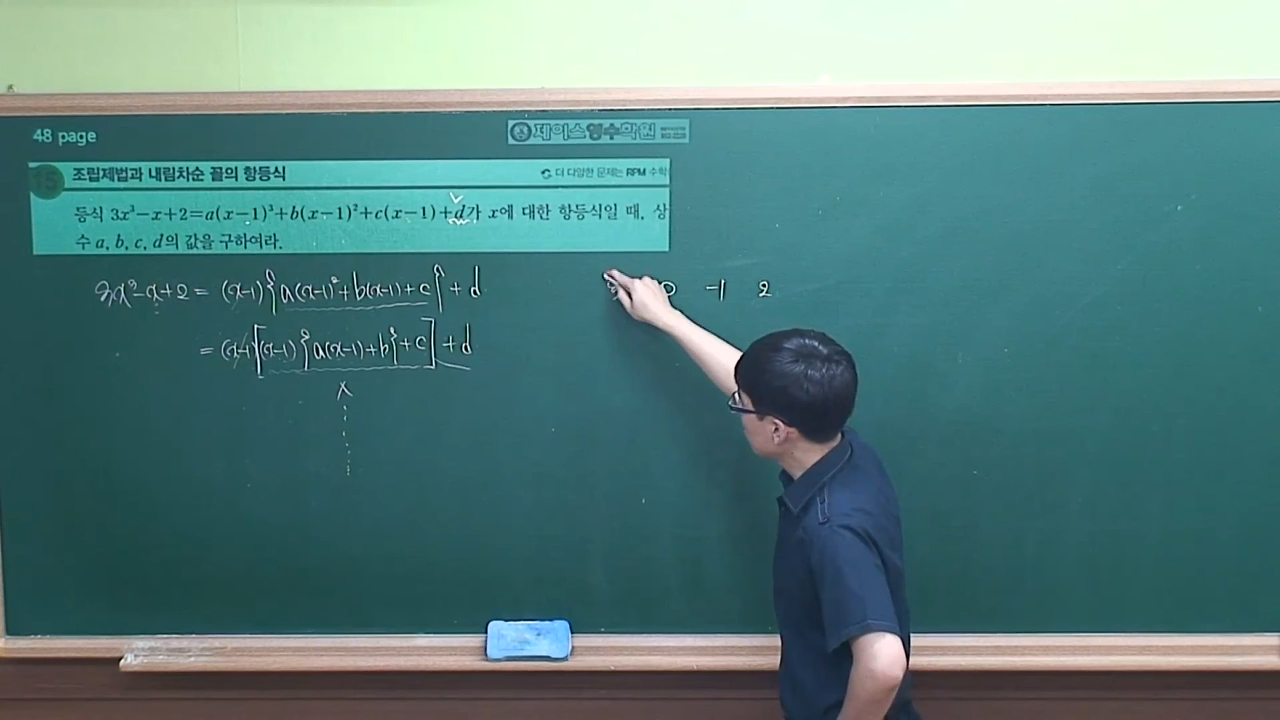 48 page
제이스영수학원
15 조립제법과 내림차순 꼴의 항등식
더 다양한 문제는 RPM 수학
등식 3x³−x+2=a(x−1)³+b(x−1)²+c(x−1)+d가 x에 대한 항등식일 때, 상
수 a, b, c, d의 값을 구하여라.
3x³−x+2 = (x-1){a(x-1)²+b(x-1)+c}+d
0 -1 2
= (x-1)[(x-1){a(x-1)+b}+c]+d